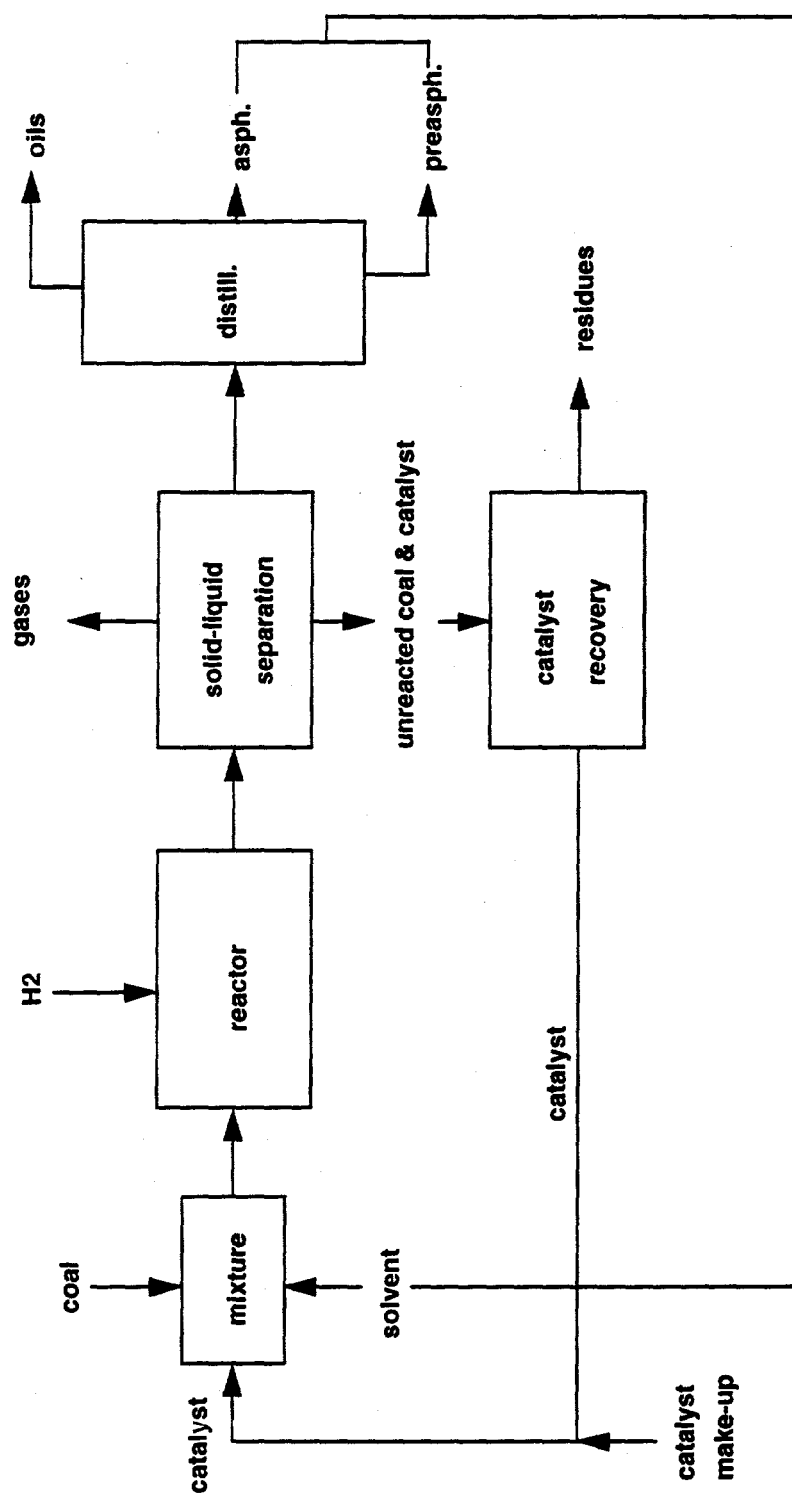 coal
H2
gases
oils
catalyst
mixture
reactor
solid-liquid
separation
distill.
asph.
preasph.
solvent
unreacted coal & catalyst
catalyst
catalyst
recovery
residues
catalyst
make-up